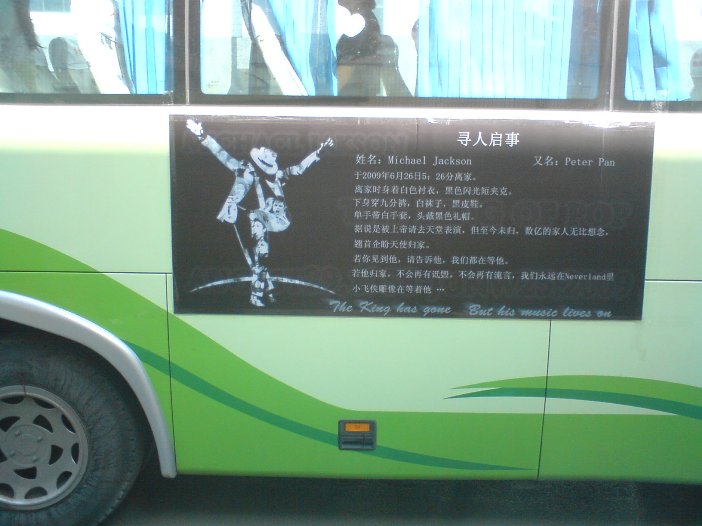 寻人启事
姓名：Michael Jackson 又名：Peter Pan
于2009年6月26日5：26分离家。
离家时身着白色衬衣，黑色闪光短夹克。
下身穿九分裤，白袜子，黑皮鞋。
单手带白手套，头戴黑色礼帽。
据说是被上帝请去天堂表演，但至今未归，数亿的家人无比想念，
翘首企盼天使归家。
若你见到他，请告诉他，我们都在等他。
若他归家，不会再有诋毁，不会再有谎言，我们永远在Neverland里
小飞侠雕像在等着他 …
The King has gone But his music lives on